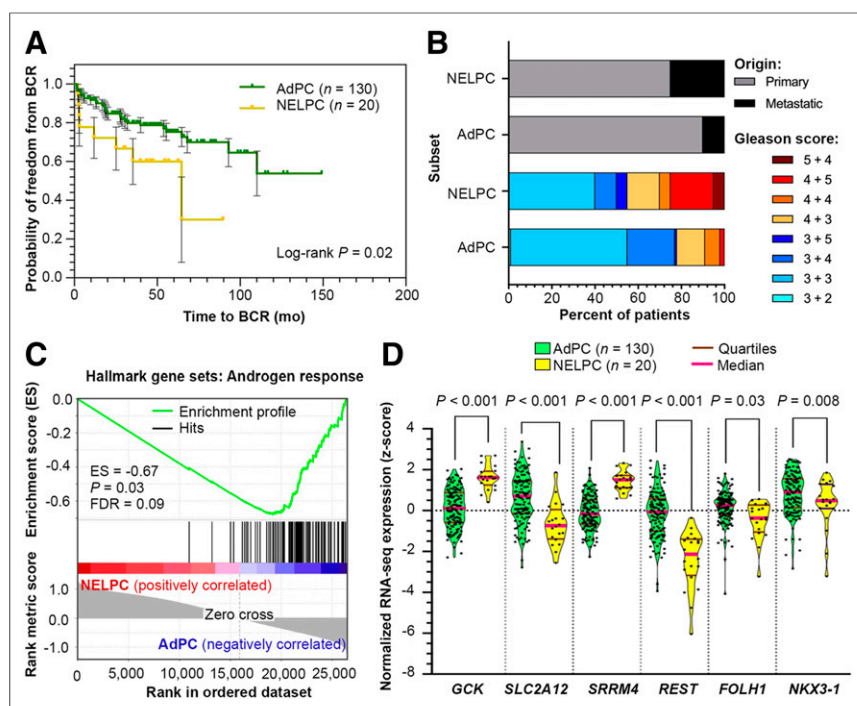 A
Probability of freedom from BCR
1.0
0.8
0.6
0.4
0.2
0.0
AdPC (n = 130)
NELPC (n = 20)
Log-rank P = 0.02
0 50 100 150 200
Time to BCR (mo)
B
Subset
NELPC
AdPC
NELPC
AdPC
0 20 40 60 80 100
Percent of patients
Origin:
Primary
Metastatic
Gleason score:
5 + 4
4 + 5
4 + 4
4 + 3
3 + 5
3 + 4
3 + 3
3 + 2
C
Hallmark gene sets: Androgen response
Enrichment score (ES)
0.0
-0.2
-0.4
-0.6
Enrichment profile
Hits
ES = -0.67
P = 0.03
FDR = 0.09
NELPC (positively correlated)
Rank metric score
1.0
0.0
-1.0
Zero cross
AdPC (negatively correlated)
0 5,000 10,000 15,000 20,000 25,000
Rank in ordered dataset
D
AdPC (n = 130)
NELPC (n = 20)
Quartiles
Median
P < 0.001 P < 0.001 P < 0.001 P < 0.001 P = 0.03 P = 0.008
Normalized RNA-seq expression (z-score)
4
2
0
-2
-4
-6
-8
GCK SLC2A12 SRRM4 REST FOLH1 NKX3-1